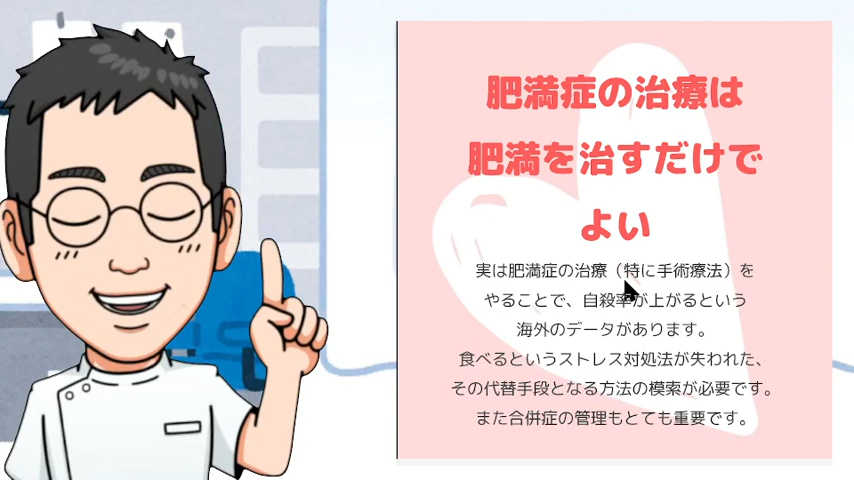 肥満症の治療は
肥満を治すだけで
よい
実は肥満症の治療（特に手術療法）を
やることで、自殺率が上がるという
海外のデータがあります。
食べるというストレス対処法が失われた、
その代替手段となる方法の模索が必要です。
また合併症の管理もとても重要です。